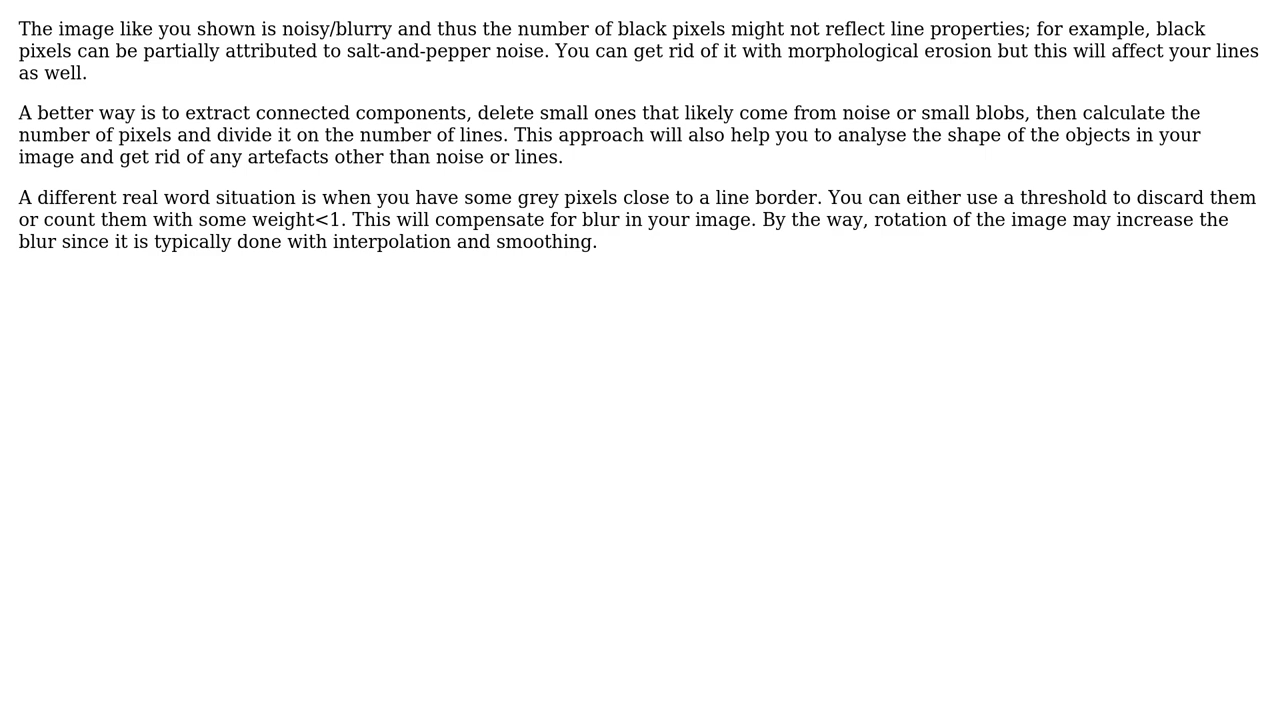 The image like you shown is noisy/blurry and thus the number of black pixels might not reflect line properties; for example, black
pixels can be partially attributed to salt-and-pepper noise. You can get rid of it with morphological erosion but this will affect your lines
as well.
A better way is to extract connected components, delete small ones that likely come from noise or small blobs, then calculate the
number of pixels and divide it on the number of lines. This approach will also help you to analyse the shape of the objects in your
image and get rid of any artefacts other than noise or lines.
A different real word situation is when you have some grey pixels close to a line border. You can either use a threshold to discard them
or count them with some weight<1. This will compensate for blur in your image. By the way, rotation of the image may increase the
blur since it is typically done with interpolation and smoothing.